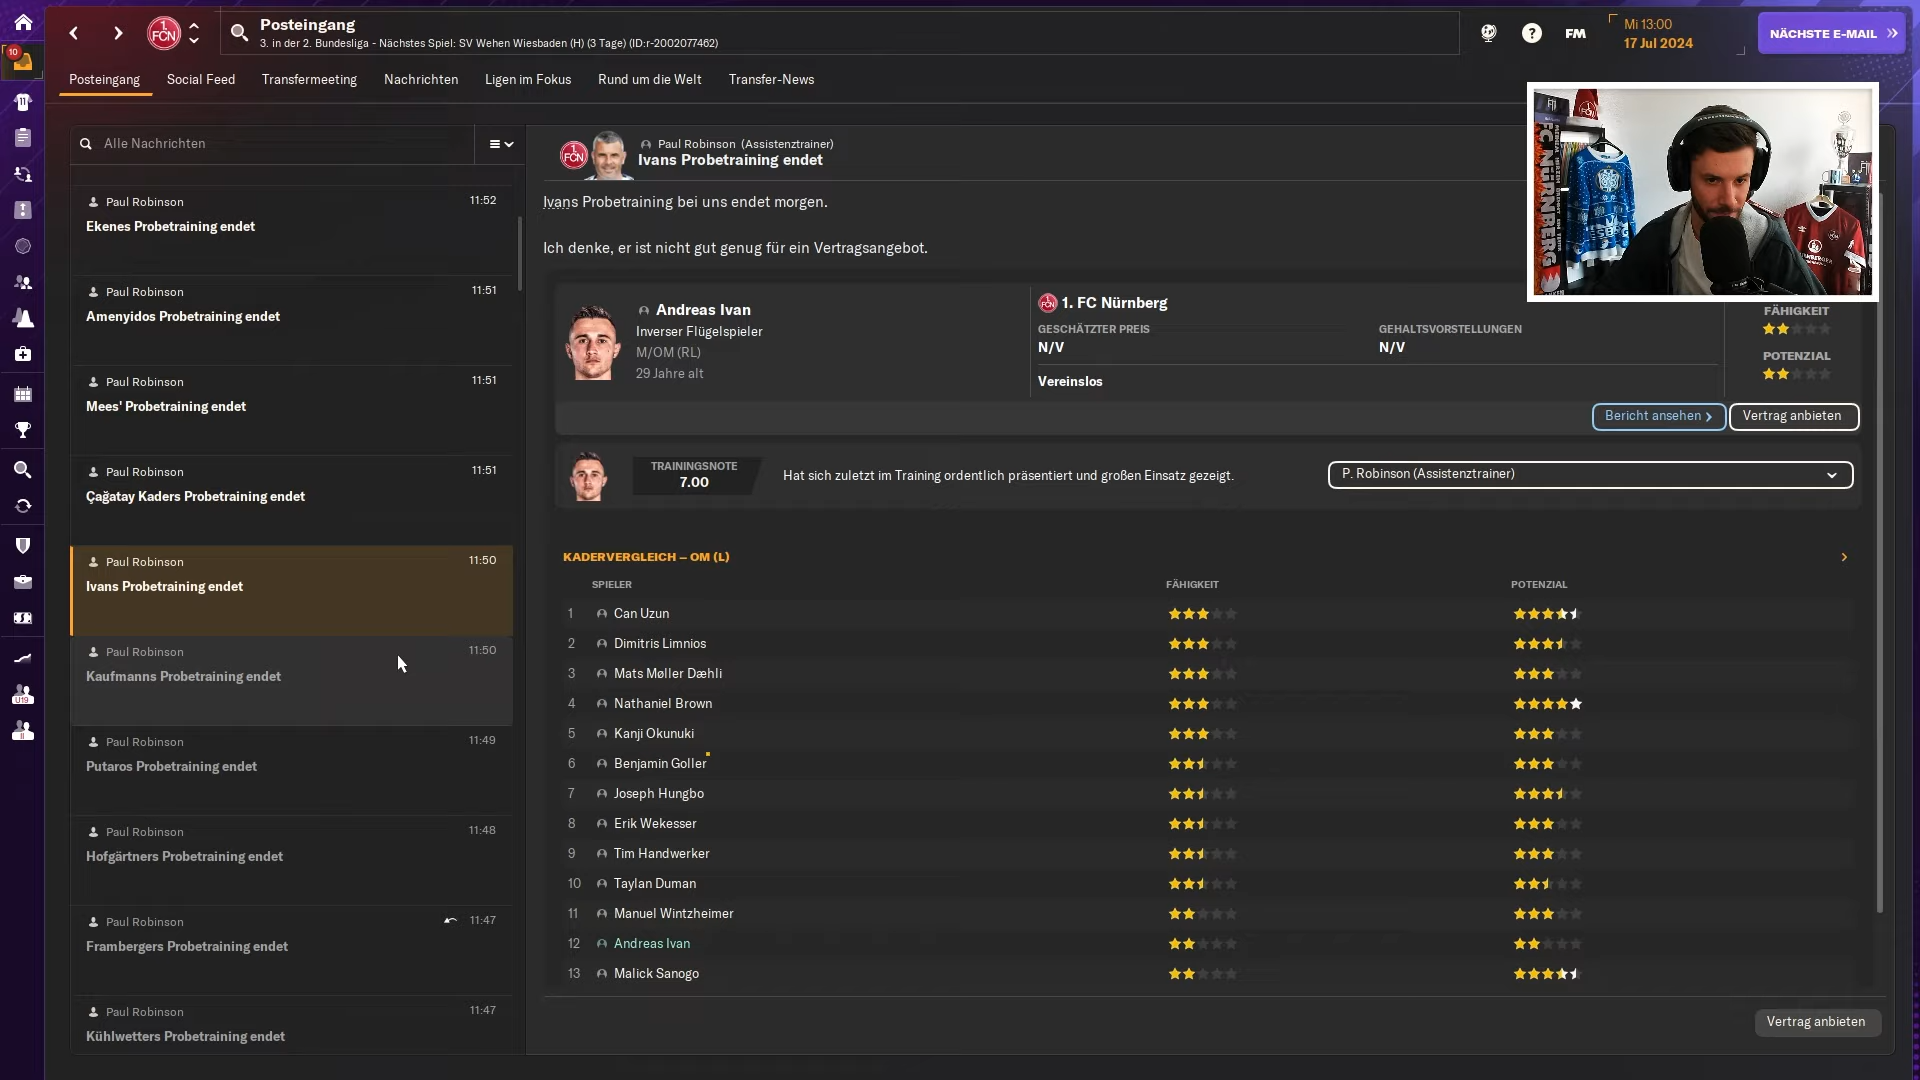 Posteingang
3. in der 2. Bundesliga - Nächstes Spiel: SV Wehen Wiesbaden (H) (3 Tage) (ID:r-2002077462)
FM
Mi 13:00
17 Jul 2024
NÄCHSTE E-MAIL
10
Posteingang
Social Feed
Transfermeeting
Nachrichten
Ligen im Fokus
Rund um die Welt
Transfer-News
Alle Nachrichten
Paul Robinson 11:52
Ekenes Probetraining endet
Paul Robinson 11:51
Amenyidos Probetraining endet
Paul Robinson 11:51
Mees' Probetraining endet
Paul Robinson 11:51
Çağatay Kaders Probetraining endet
Paul Robinson 11:50
Ivans Probetraining endet
Paul Robinson 11:50
Kaufmanns Probetraining endet
Paul Robinson 11:49
Putaros Probetraining endet
Paul Robinson 11:48
Hofgärtners Probetraining endet
Paul Robinson 11:47
Frambergers Probetraining endet
Paul Robinson 11:47
Kühlwetters Probetraining endet
U19
II
Paul Robinson (Assistenztrainer)
Ivans Probetraining endet
Ivans Probetraining bei uns endet morgen.
Ich denke, er ist nicht gut genug für ein Vertragsangebot.
FC NÜRNBERG
Andreas Ivan
Inverser Flügelspieler
M/OM (RL)
29 Jahre alt
1. FC Nürnberg
GESCHÄTZTER PREIS
N/V
GEHALTSVORSTELLUNGEN
N/V
Vereinslos
FÄHIGKEIT
POTENZIAL
Bericht ansehen
Vertrag anbieten
TRAININGSNOTE
7.00
Hat sich zuletzt im Training ordentlich präsentiert und großen Einsatz gezeigt.
P. Robinson (Assistenztrainer)
KADERVERGLEICH – OM (L)
SPIELER FÄHIGKEIT POTENZIAL
1 Can Uzun
2 Dimitris Limnios
3 Mats Møller Dæhli
4 Nathaniel Brown
5 Kanji Okunuki
6 Benjamin Goller
7 Joseph Hungbo
8 Erik Wekesser
9 Tim Handwerker
10 Taylan Duman
11 Manuel Wintzheimer
12 Andreas Ivan
13 Malick Sanogo
Vertrag anbieten